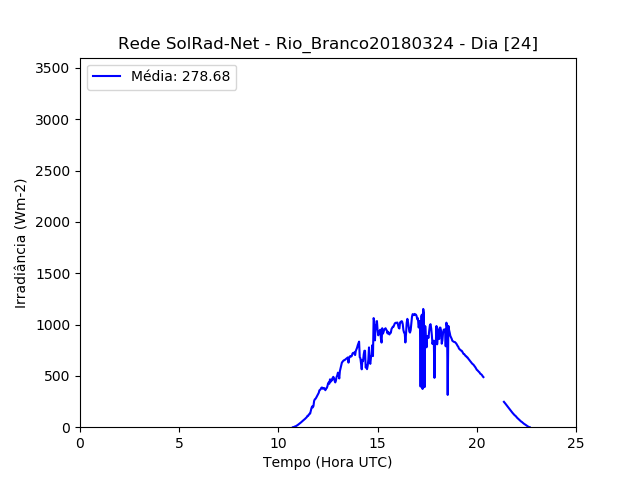 Rede SolRad-Net - Rio_Branco20180324 - Dia [24]
Média: 278.68
3500
3000
2500
2000
1500
1000
500
0
Irradiância (Wm-2)
0 5 10 15 20 25
Tempo (Hora UTC)